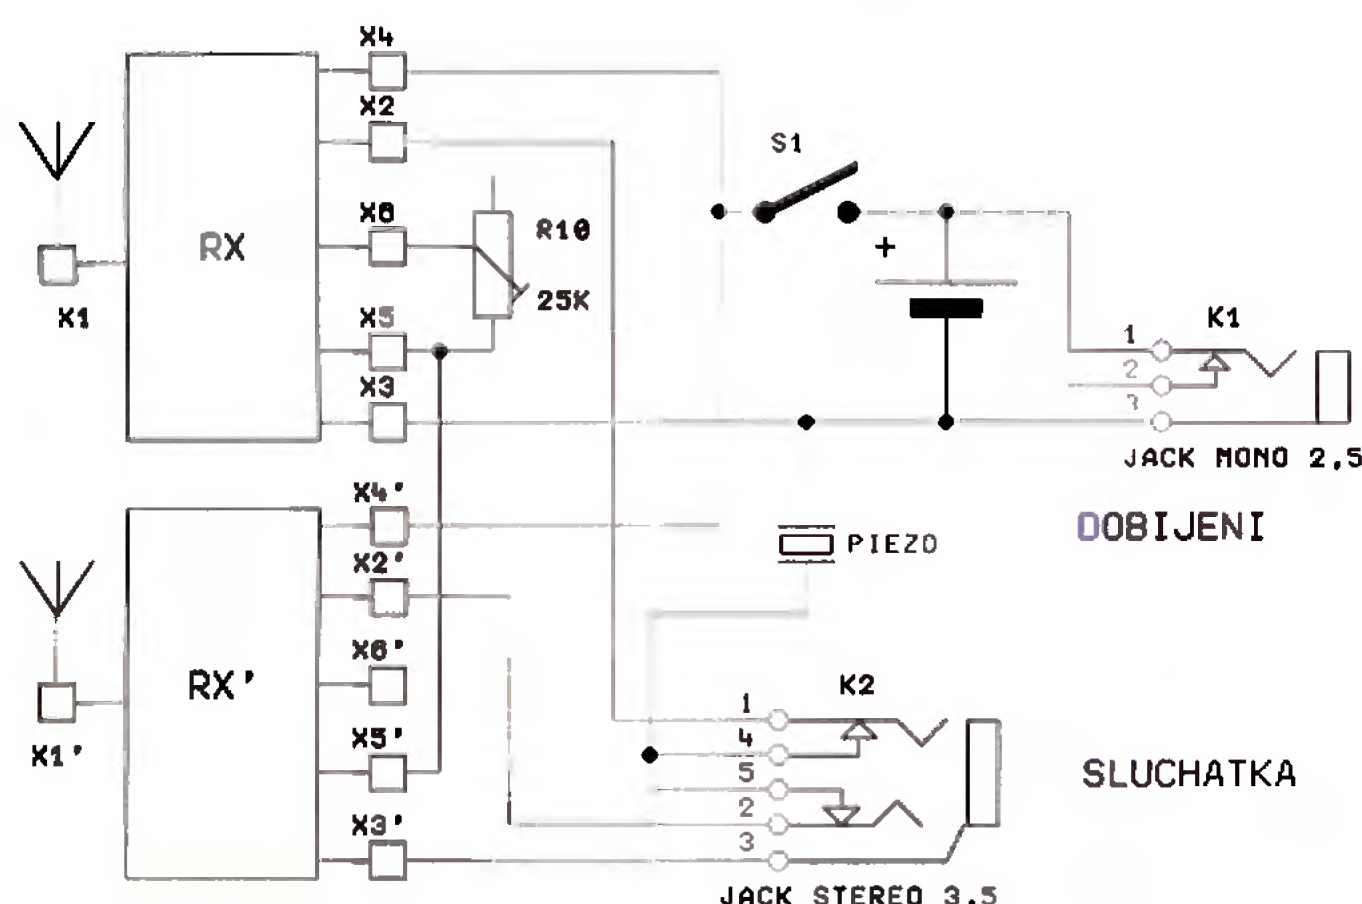 X4
X2
S1
X6
R10
RX
25K
X1
X5
K1
1
2
3
X3
JACK MONO 2,5
X4'
DOBIJENI
X2'
PIEZO
X6'
RX'
K2
1
X5'
4
X1'
5
SLUCHATKA
2
X3'
3
JACK STEREO 3.5